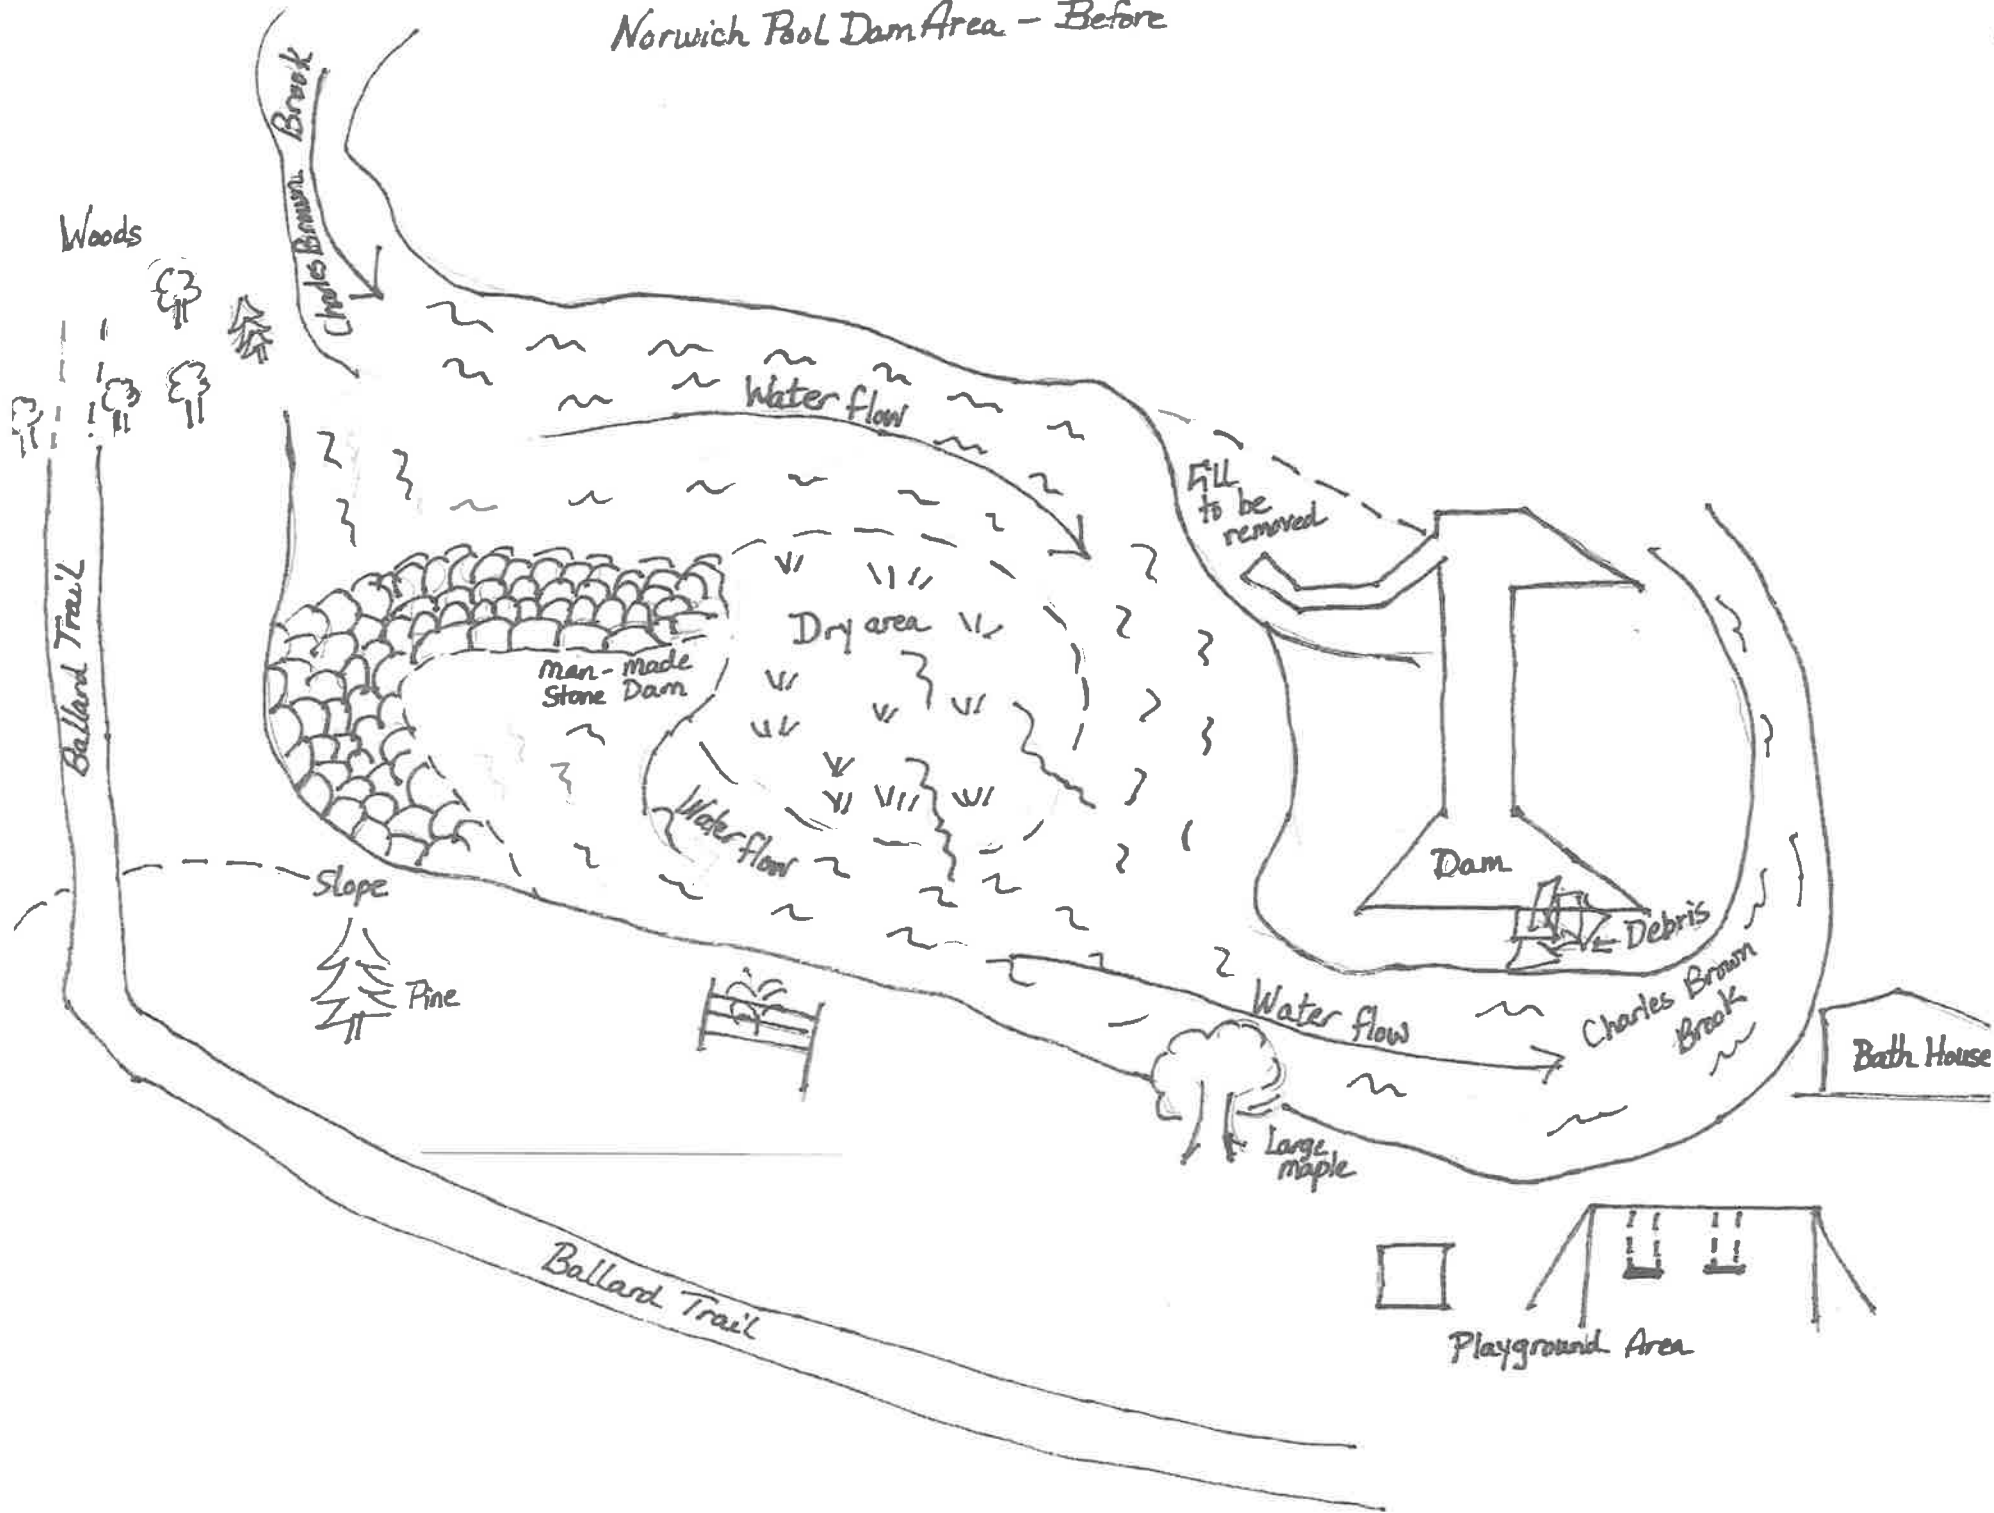 Norwich Pool Dam Area - Before
Charles Brown Brook
Woods
Water flow
Fill
to be
removed
Ballard Trail
Dry area
man-made
Stone Dam
Water flow
Dam
Debris
Slope
Pine
Water flow
Charles Brown
Brook
Bath House
Large
maple
Ballard Trail
Playground Area